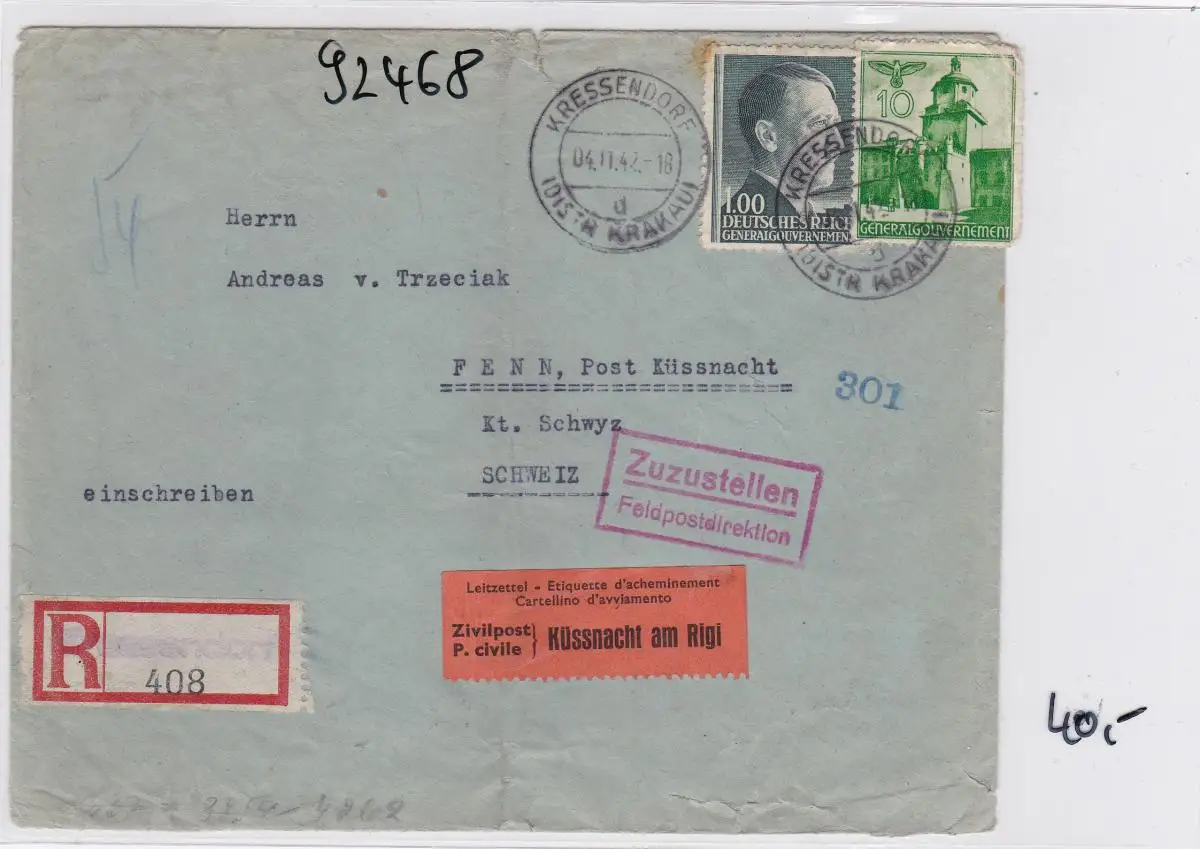 92468
KRESSENDORF
04.11.42.-18
d
(DISTR KRAKAU)
1.00
DEUTSCHES REICH
GENERALGOUVERNEMENT
10
GENERALGOUVERNEMENT
KRESSENDORF
(DISTR KRAKAU)
Herrn
Andreas v. Trzeciak
F E N N, Post Küssnacht
301
Kt. Schwyz
SCHWEIZ
einschreiben
Zuzustellen
Feldpostdirektion
Leitzettel - Etiquette d'acheminement
Cartellino d'avviamento
Zivilpost
P. civile
Küssnacht am Rigi
R
408
40,-